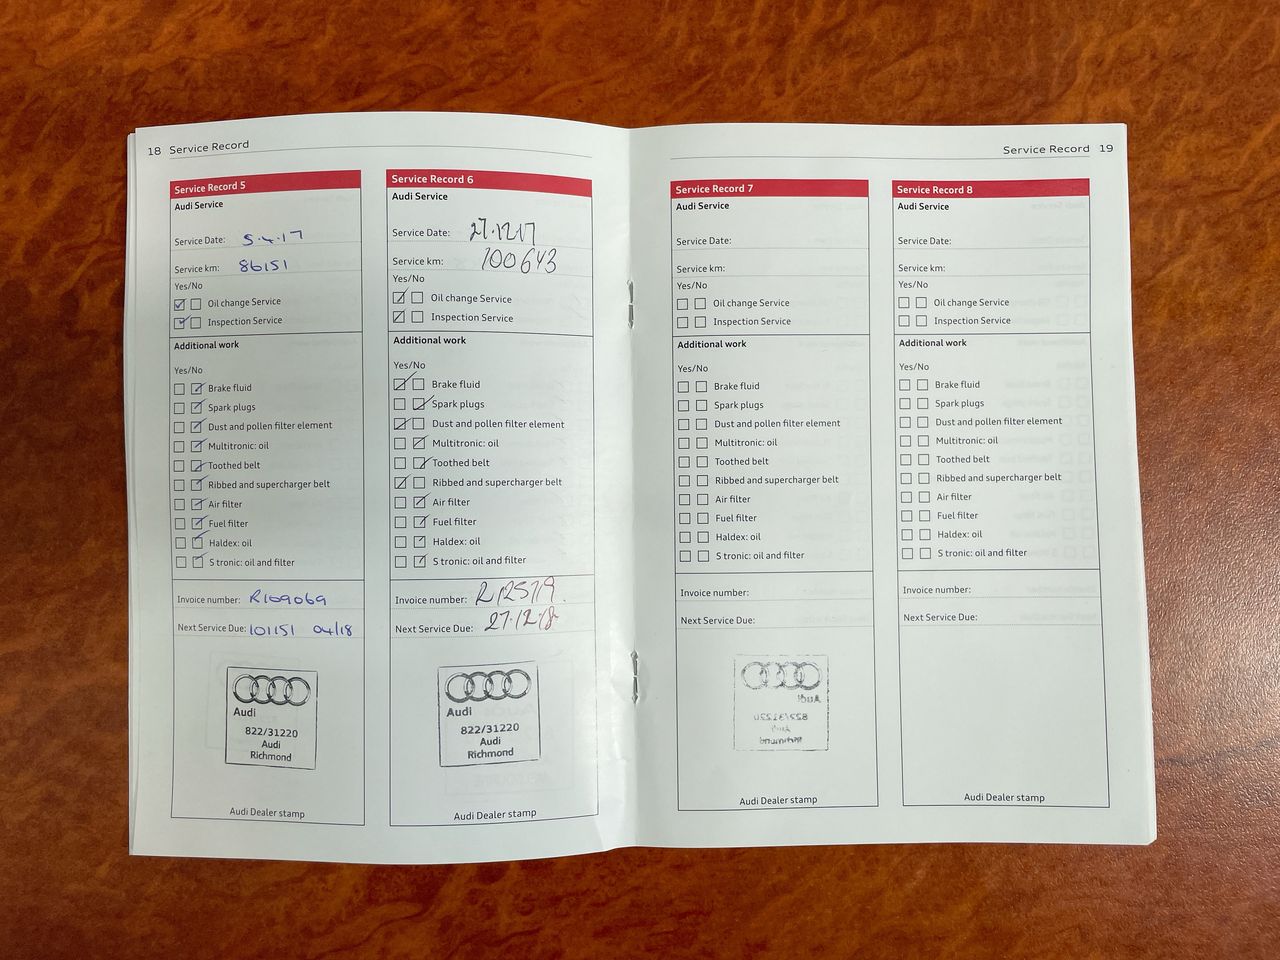 18 Service Record
Service Record 5
Audi Service
Service Date: 5.4.17
Service km: 86151
Yes/No
Oil change Service
Inspection Service
Additional work
Yes/No
Brake fluid
Spark plugs
Dust and pollen filter element
Multitronic: oil
Toothed belt
Ribbed and supercharger belt
Air filter
Fuel filter
Haldex: oil
S tronic: oil and filter
Invoice number: R109069
Next Service Due: 101151 04/18
Audi
822/31220
Audi
Richmond
Audi Dealer stamp
Service Record 6
Audi Service
Service Date: 27.12.17
Service km: 100643
Yes/No
Oil change Service
Inspection Service
Additional work
Yes/No
Brake fluid
Spark plugs
Dust and pollen filter element
Multitronic: oil
Toothed belt
Ribbed and supercharger belt
Air filter
Fuel filter
Haldex: oil
S tronic: oil and filter
Invoice number:
Next Service Due: 27.12.18
Audi
822/31220
Audi
Richmond
Audi Dealer stamp
Service Record 19
Service Record 7
Audi Service
Service Date:
Service km:
Yes/No
Oil change Service
Inspection Service
Additional work
Yes/No
Brake fluid
Spark plugs
Dust and pollen filter element
Multitronic: oil
Toothed belt
Ribbed and supercharger belt
Air filter
Fuel filter
Haldex: oil
S tronic: oil and filter
Invoice number:
Next Service Due:
Audi
822/31220
Audi
Richmond
Audi Dealer stamp
Service Record 8
Audi Service
Service Date:
Service km:
Yes/No
Oil change Service
Inspection Service
Additional work
Yes/No
Brake fluid
Spark plugs
Dust and pollen filter element
Multitronic: oil
Toothed belt
Ribbed and supercharger belt
Air filter
Fuel filter
Haldex: oil
S tronic: oil and filter
Invoice number:
Next Service Due:
Audi Dealer stamp